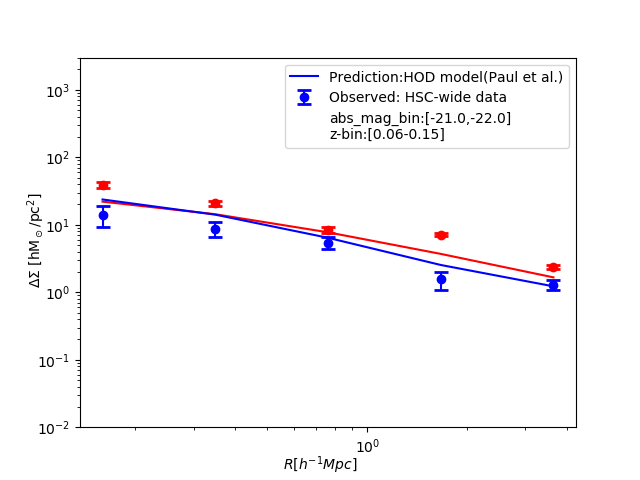 Prediction:HOD model(Paul et al.)
Observed: HSC-wide data
abs_mag_bin:[-21.0,-22.0]
z-bin:[0.06-0.15]
10³
10²
10¹
10⁰
10⁻¹
10⁻²
ΔΣ [hM⊙/pc²]
10⁰
R[h⁻¹Mpc]